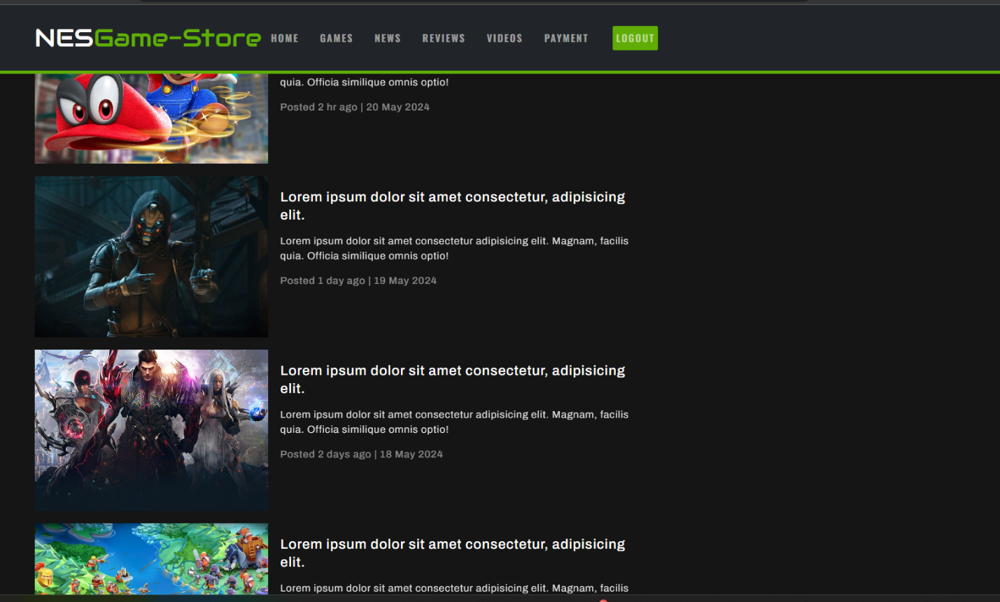 NESGame-Store HOME GAMES NEWS REVIEWS VIDEOS PAYMENT LOGOUT
quia. Officia similique omnis optio!
Posted 2 hr ago | 20 May 2024
Lorem ipsum dolor sit amet consectetur, adipisicing
elit.
Lorem ipsum dolor sit amet consectetur adipisicing elit. Magnam, facilis
quia. Officia similique omnis optio!
Posted 1 day ago | 19 May 2024
Lorem ipsum dolor sit amet consectetur, adipisicing
elit.
Lorem ipsum dolor sit amet consectetur adipisicing elit. Magnam, facilis
quia. Officia similique omnis optio!
Posted 2 days ago | 18 May 2024
Lorem ipsum dolor sit amet consectetur, adipisicing
elit.
Lorem ipsum dolor sit amet consectetur adipisicing elit. Magnam, facilis